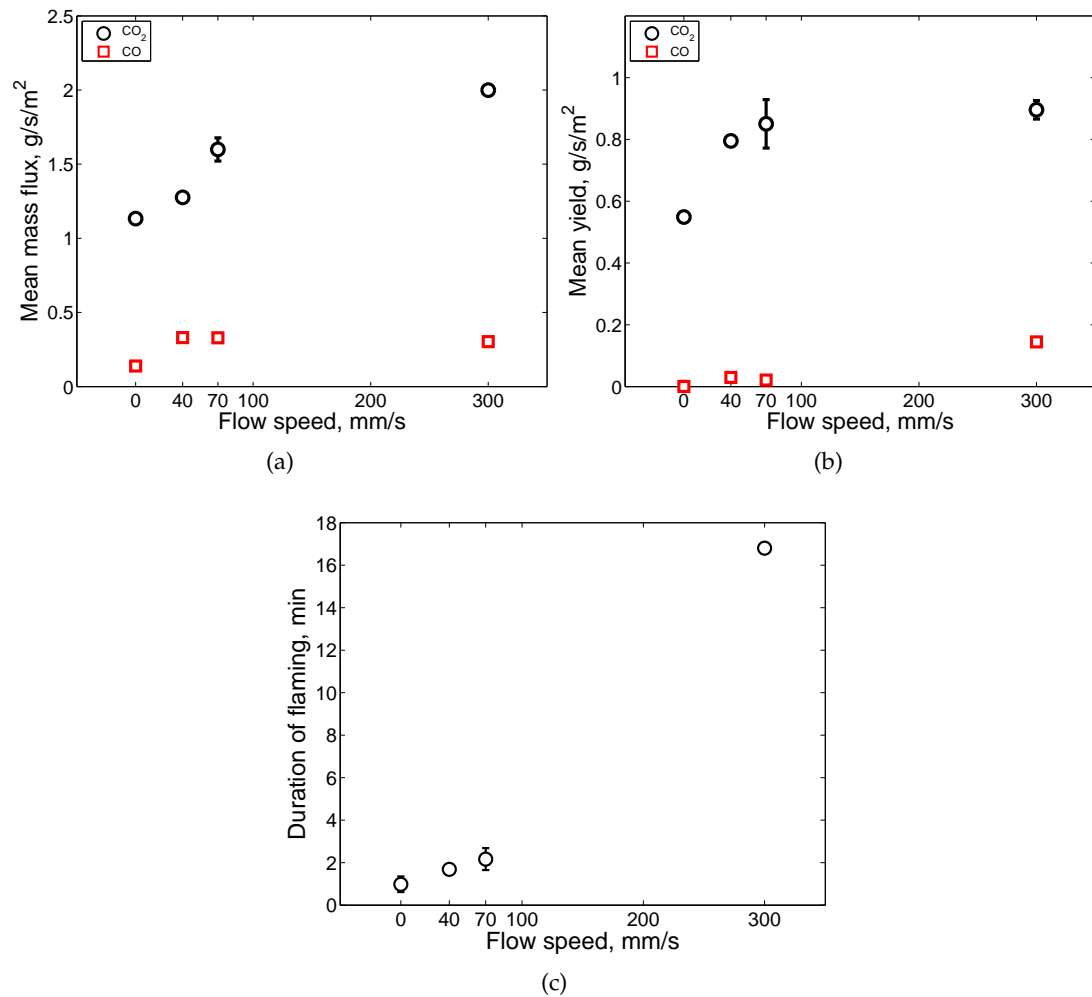 2.5
2
1.5
1
0.5
0
CO2
CO
Mean mass flux, g/s/m2
0 40 70 100 200 300
Flow speed, mm/s
(a)
1
0.8
0.6
0.4
0.2
0
CO2
CO
Mean yield, g/s/m2
0 40 70 100 200 300
Flow speed, mm/s
(b)
18
16
14
12
10
8
6
4
2
0
Duration of flaming, min
0 40 70 100 200 300
Flow speed, mm/s
(c)